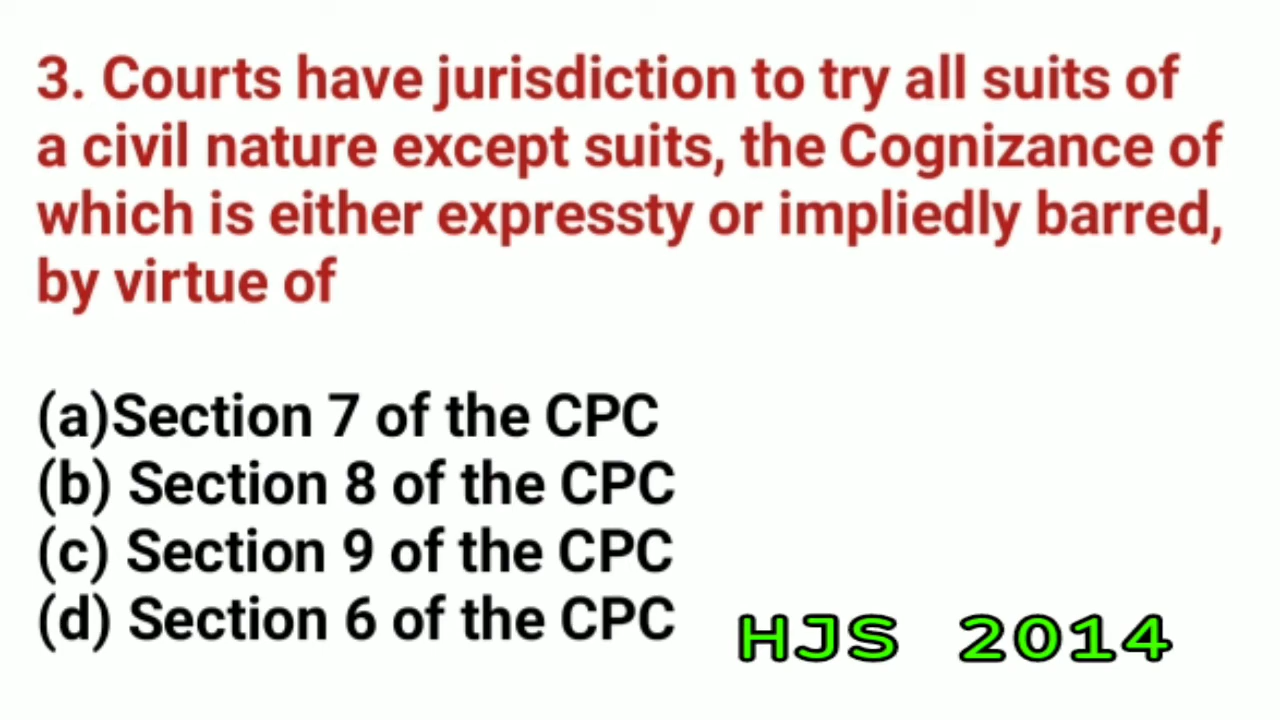 3. Courts have jurisdiction to try all suits of
a civil nature except suits, the Cognizance of
which is either expressty or impliedly barred,
by virtue of
(a)Section 7 of the CPC
(b) Section 8 of the CPC
(c) Section 9 of the CPC
(d) Section 6 of the CPC
HJS 2014